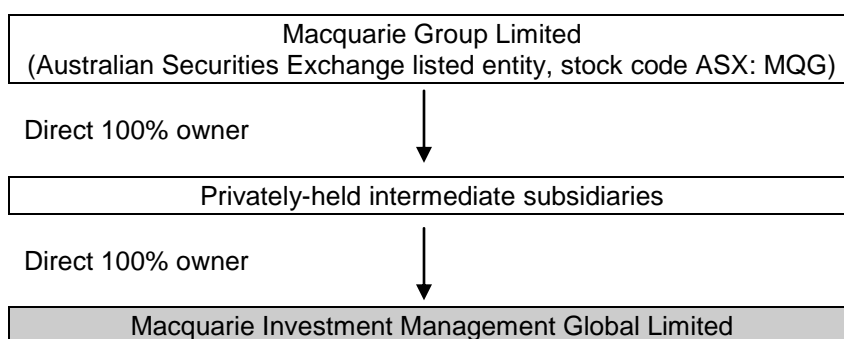 Macquarie Group Limited
(Australian Securities Exchange listed entity, stock code ASX: MQG)
Direct 100% owner
Privately-held intermediate subsidiaries
Direct 100% owner
Macquarie Investment Management Global Limited